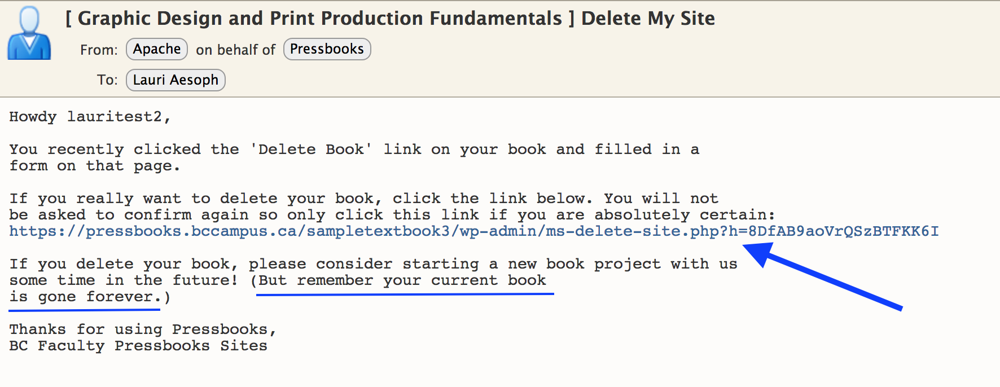 [ Graphic Design and Print Production Fundamentals ] Delete My Site
From: Apache on behalf of Pressbooks
To: Lauri Aesoph
Howdy lauritest2,
You recently clicked the 'Delete Book' link on your book and filled in a
form on that page.
If you really want to delete your book, click the link below. You will not
be asked to confirm again so only click this link if you are absolutely certain:
https://pressbooks.bccampus.ca/sampletextbook3/wp-admin/ms-delete-site.php?h=8DfAB9aoVrQSzBTFKK6I
If you delete your book, please consider starting a new book project with us
some time in the future! (But remember your current book
is gone forever.)
Thanks for using Pressbooks,
BC Faculty Pressbooks Sites